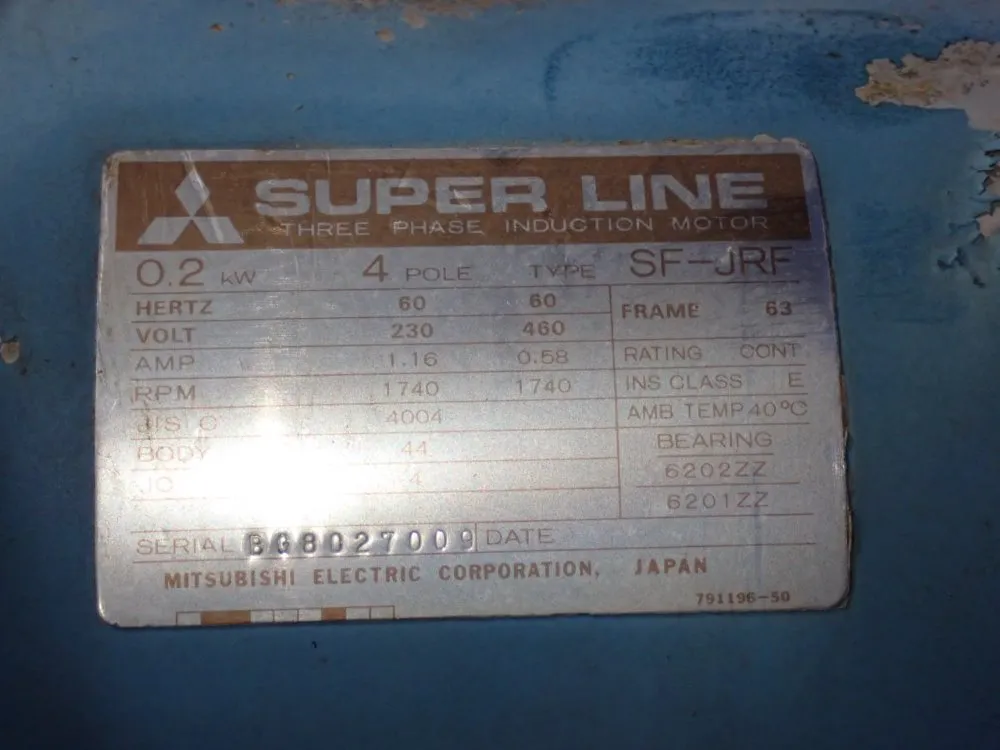 SUPER LINE
THREE PHASE INDUCTION MOTOR
0.2 kW 4 POLE TYPE SF-JRF
HERTZ 60 60 FRAME 63
VOLT 230 460
AMP 1.16 0.58 RATING CONT
RPM 1740 1740 INS CLASS E
JIS C 4004 AMB TEMP 40°C
BODY 44 BEARING
JO 4 6202ZZ
6201ZZ
SERIAL BG8027009 DATE
MITSUBISHI ELECTRIC CORPORATION, JAPAN
791196-50